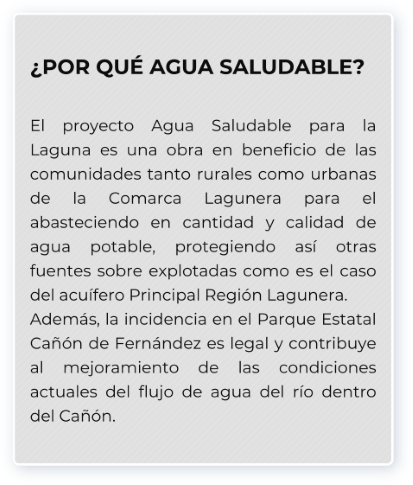 ¿POR QUÉ AGUA SALUDABLE?
El proyecto Agua Saludable para la
Laguna es una obra en beneficio de las
comunidades tanto rurales como urbanas
de la Comarca Lagunera para el
abasteciendo en cantidad y calidad de
agua potable, protegiendo así otras
fuentes sobre explotadas como es el caso
del acuífero Principal Región Lagunera.
Además, la incidencia en el Parque Estatal
Cañón de Fernández es legal y contribuye
al mejoramiento de las condiciones
actuales del flujo de agua del río dentro
del Cañón.